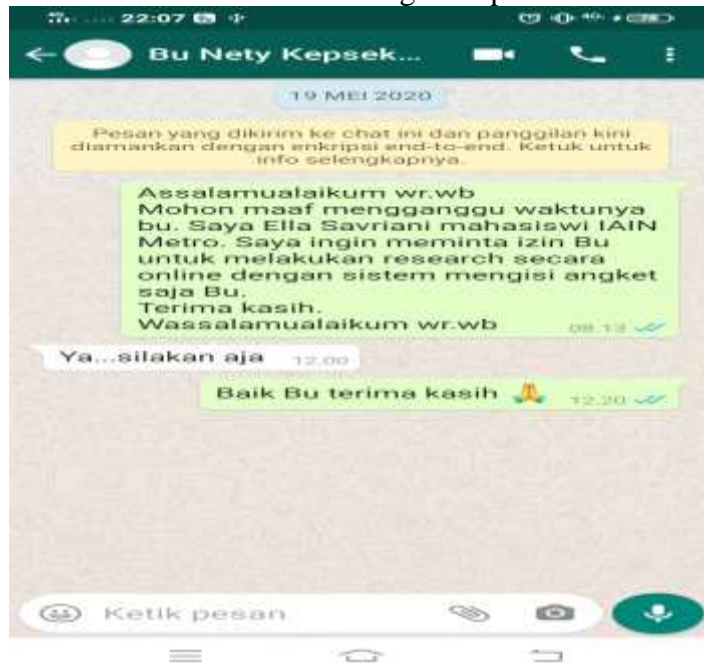 22:07
Bu Nety Kepsek...
19 MEI 2020
Pesan yang dikirim ke chat ini dan panggilan kini
diamankan dengan enkripsi end-to-end. Ketuk untuk
info selengkapnya.
Assalamualaikum wr.wb
Mohon maaf mengganggu waktunya
bu. Saya Ella Savriani mahasiswi IAIN
Metro. Saya ingin meminta izin Bu
untuk melakukan research secara
online dengan sistem mengisi angket
saja Bu.
Terima kasih.
Wassalamualaikum wr.wb
08.13
Ya...silakan aja 12.00
Baik Bu terima kasih 🙏 12.20
Ketik pesan